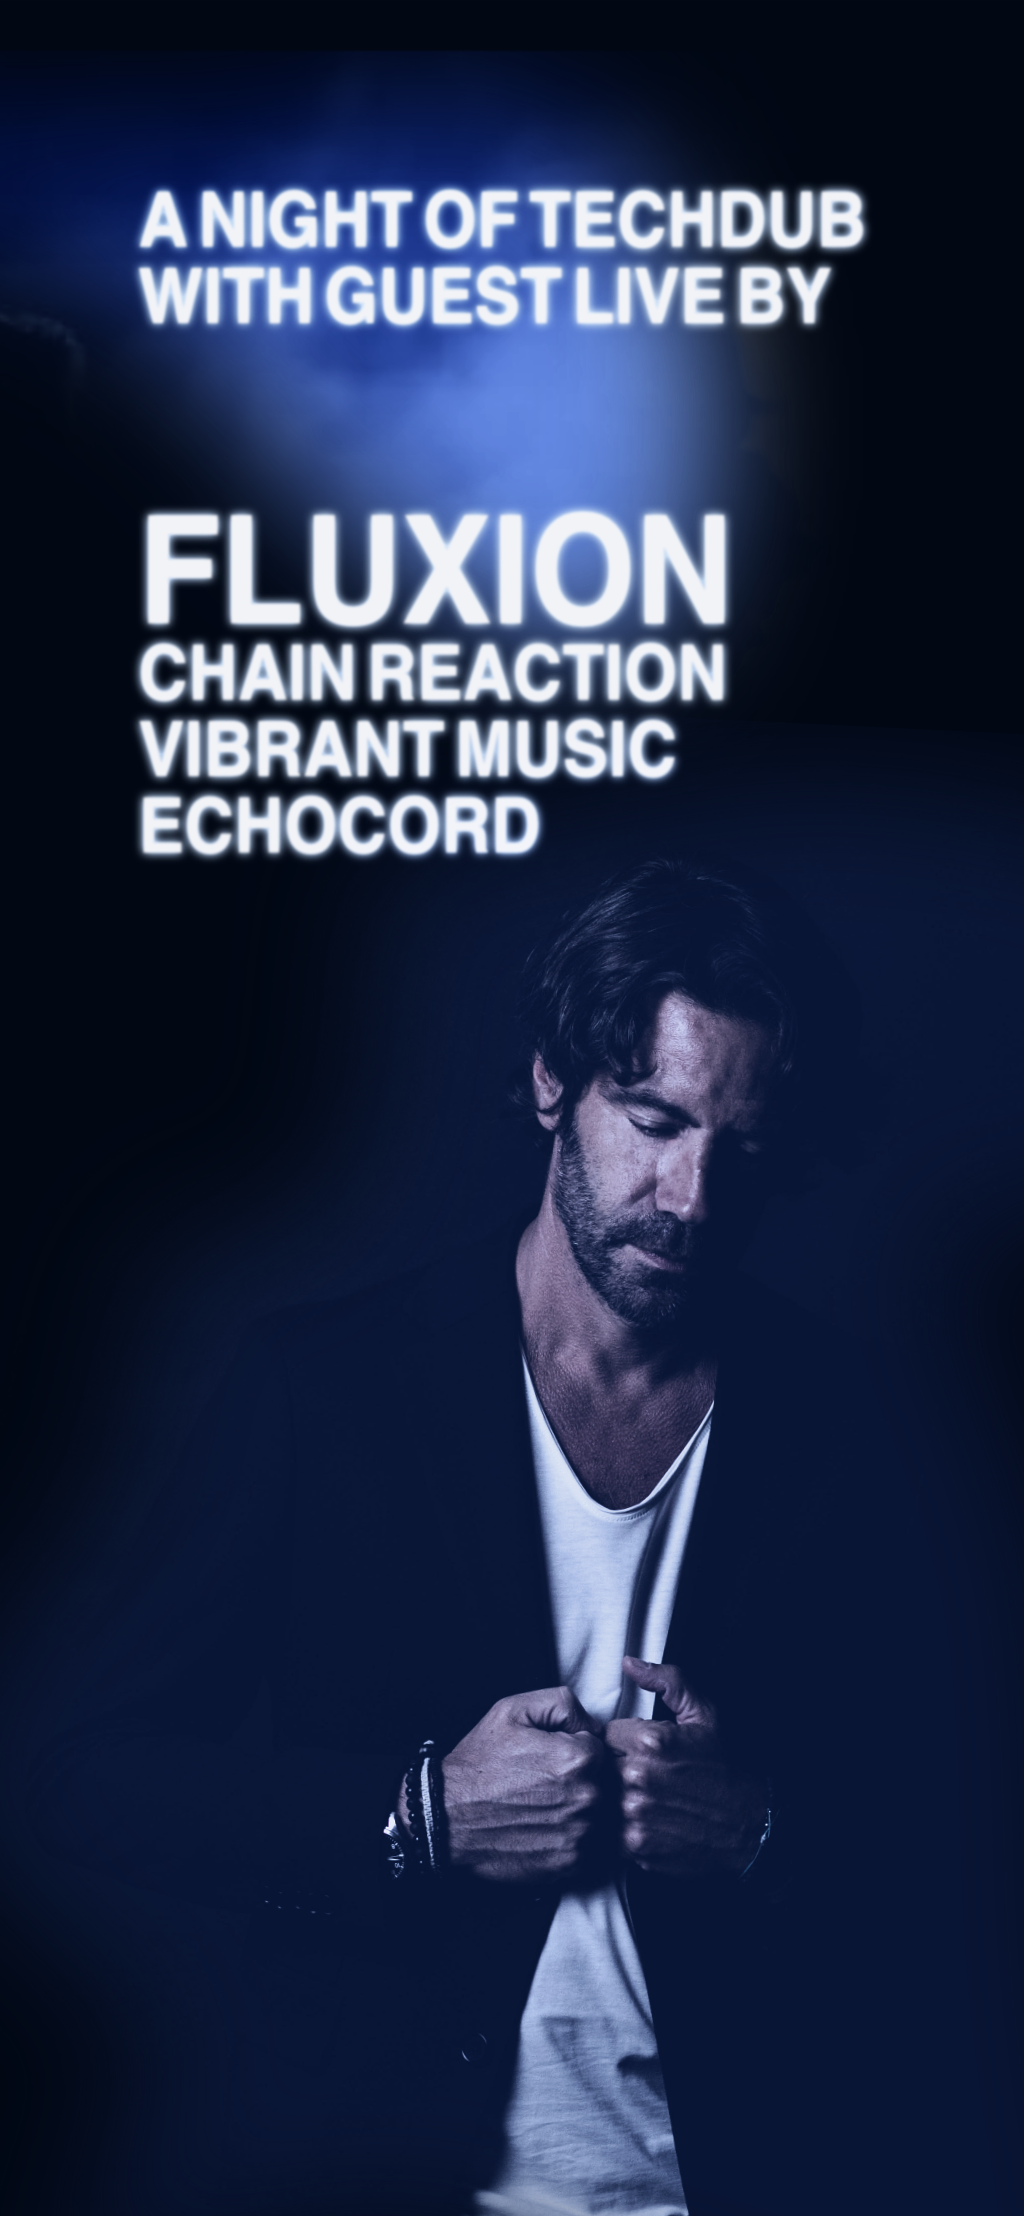 A NIGHT OF TECHDUB
WITH GUEST LIVE BY
FLUXION
CHAIN REACTION
VIBRANT MUSIC
ECHOCORD